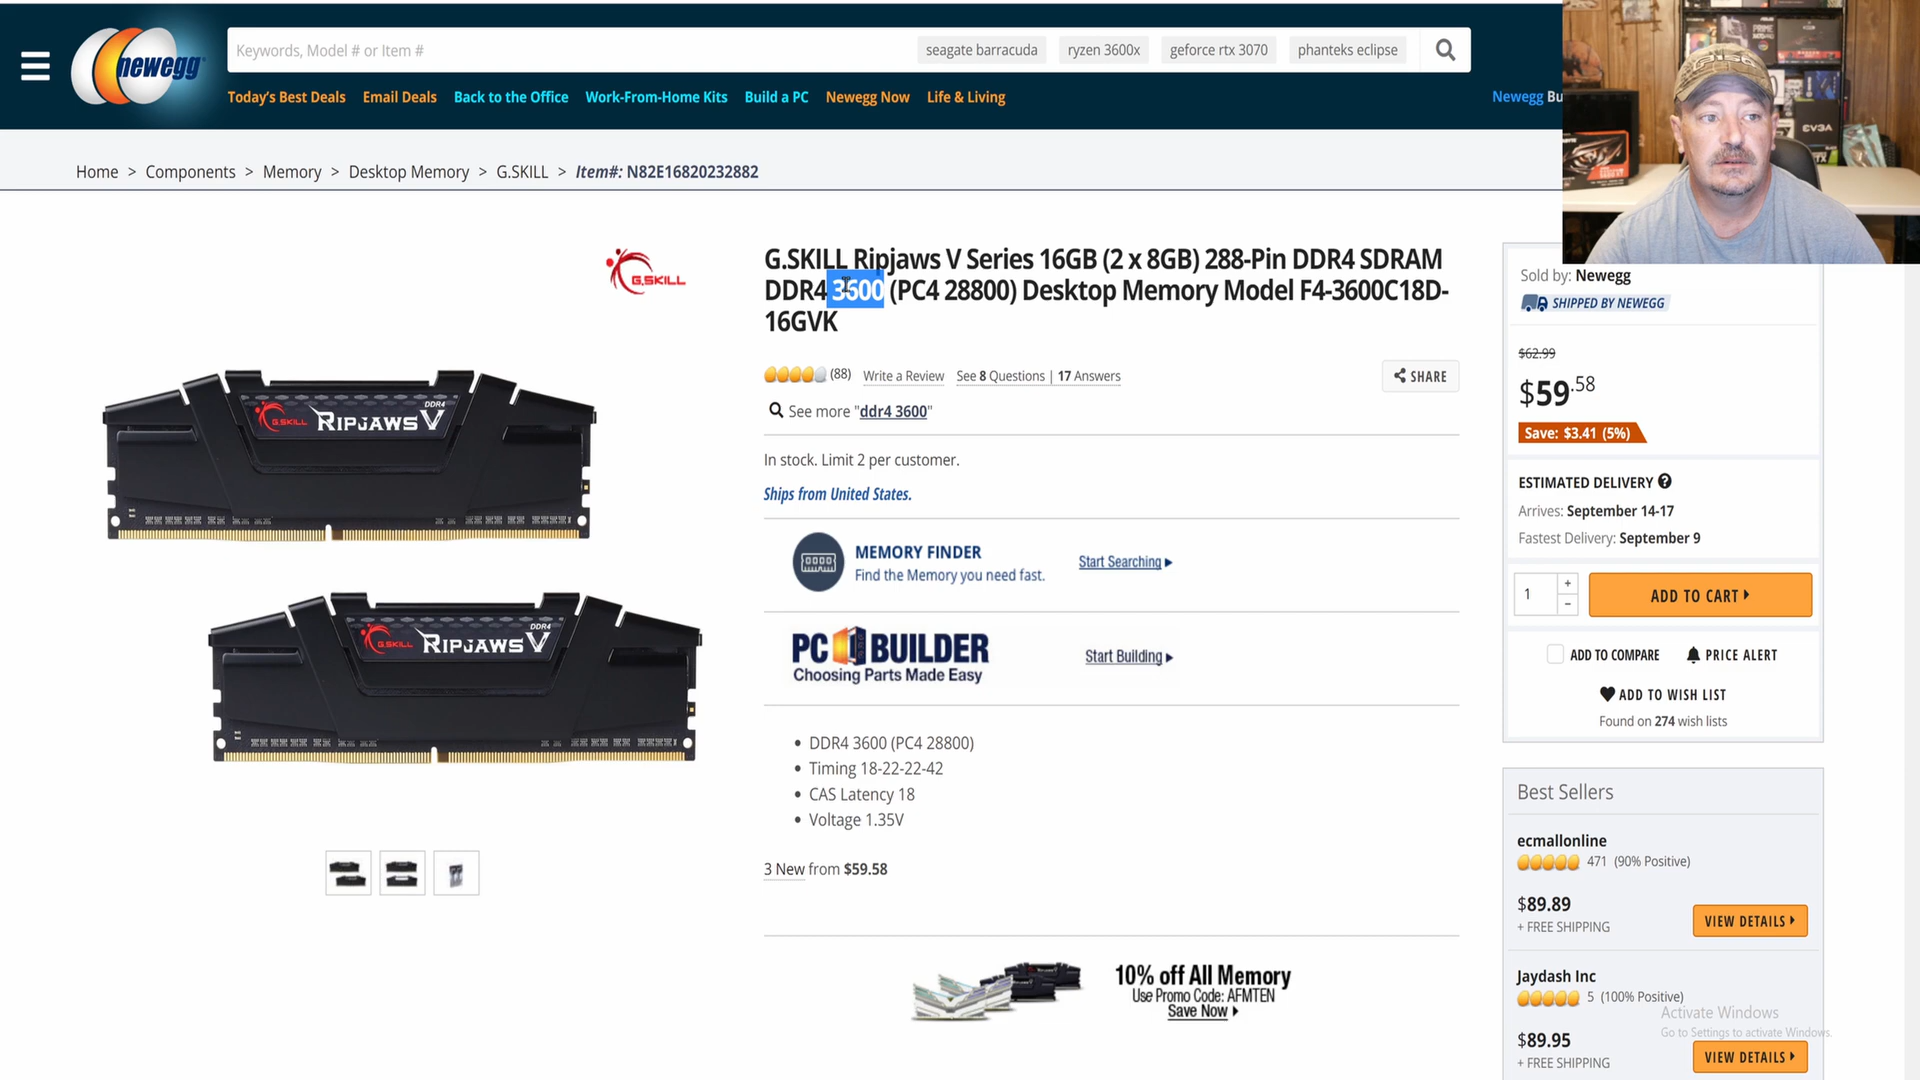 newegg
Keywords, Model # or Item #
seagate barracuda
ryzen 3600x
geforce rtx 3070
phanteks eclipse
Today's Best Deals
Email Deals
Back to the Office
Work-From-Home Kits
Build a PC
Newegg Now
Life & Living
Newegg Bu
EVGA
Home > Components > Memory > Desktop Memory > G.SKILL > Item#: N82E16820232882
G.SKILL
G.SKILL Ripjaws V Series 16GB (2 x 8GB) 288-Pin DDR4 SDRAM
DDR4 3600 (PC4 28800) Desktop Memory Model F4-3600C18D-
16GVK
(88) Write a Review See 8 Questions | 17 Answers
SHARE
See more "ddr4 3600"
In stock. Limit 2 per customer.
Ships from United States.
MEMORY FINDER
Find the Memory you need fast.
Start Searching
PC BUILDER
Choosing Parts Made Easy
Start Building
DDR4 3600 (PC4 28800)
Timing 18-22-22-42
CAS Latency 18
Voltage 1.35V
3 New from $59.58
10% off All Memory
Use Promo Code: AFMTEN
Save Now
G.SKILL RIPJAWS V DDR4
G.SKILL RIPJAWS V DDR4
Sold by: Newegg
SHIPPED BY NEWEGG
$62.99
$59.58
Save: $3.41 (5%)
ESTIMATED DELIVERY
Arrives: September 14-17
Fastest Delivery: September 9
1
+
−
ADD TO CART
ADD TO COMPARE
PRICE ALERT
ADD TO WISH LIST
Found on 274 wish lists
Best Sellers
ecmallonline
471 (90% Positive)
$89.89
+ FREE SHIPPING
VIEW DETAILS
Jaydash Inc
5 (100% Positive)
Activate Windows
Go to Settings to activate Windows.
$89.95
+ FREE SHIPPING
VIEW DETAILS